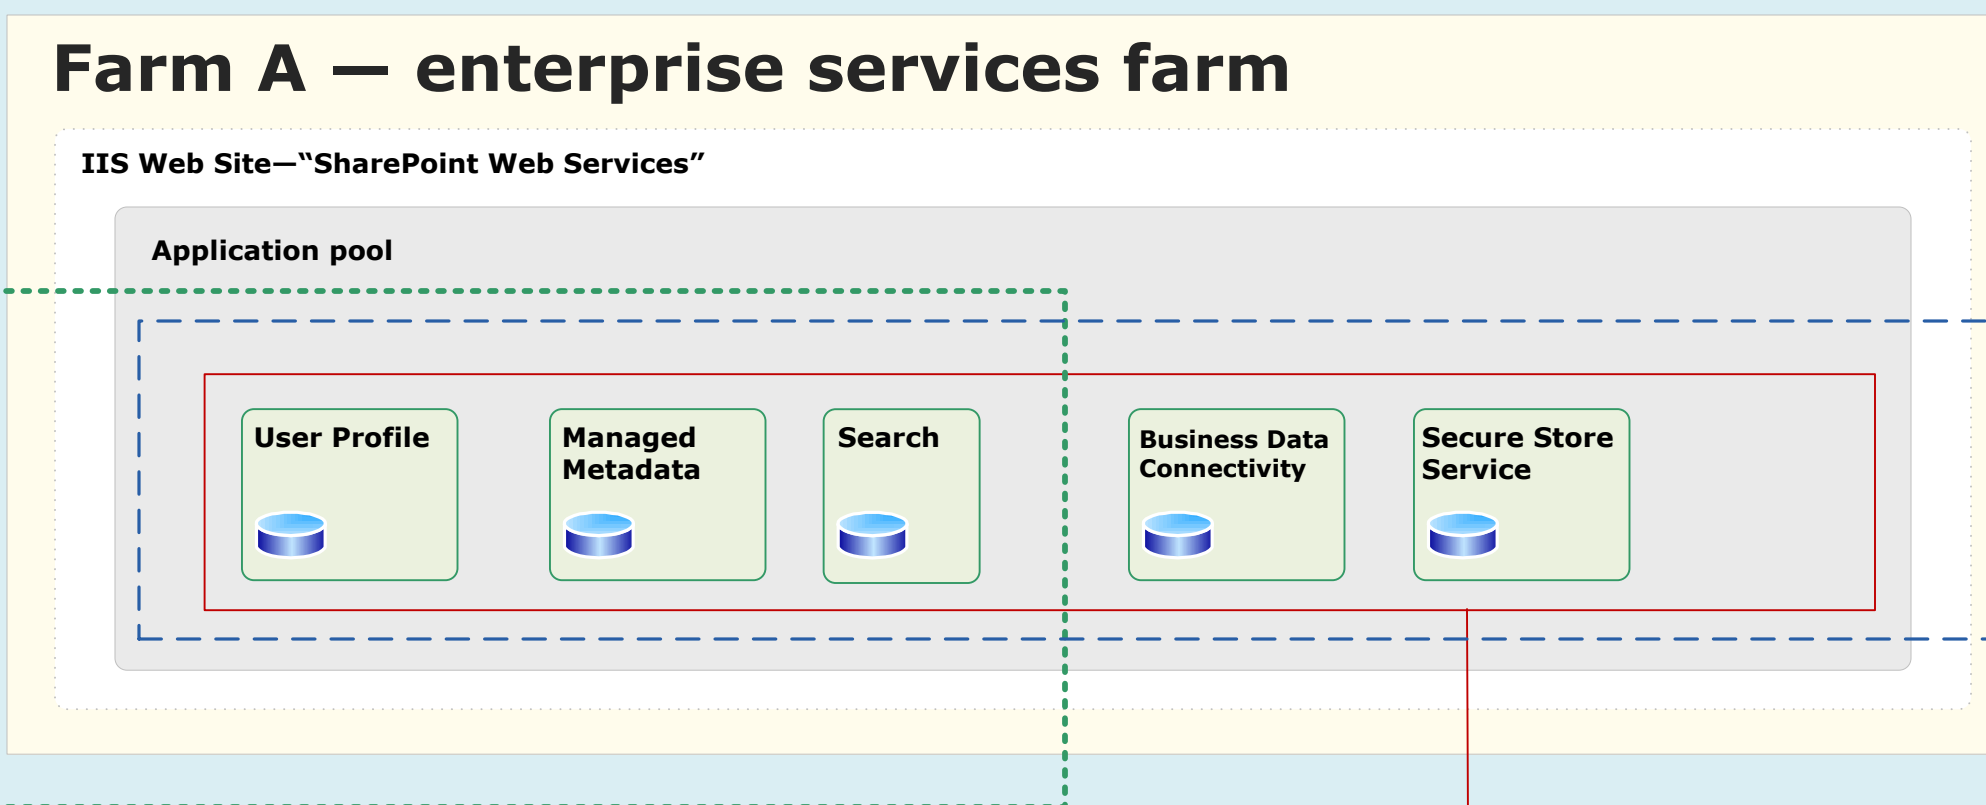 Farm A — enterprise services farm
IIS Web Site—“SharePoint Web Services”
Application pool
User Profile
Managed
Metadata
Search
Business Data
Connectivity
Secure Store
Service